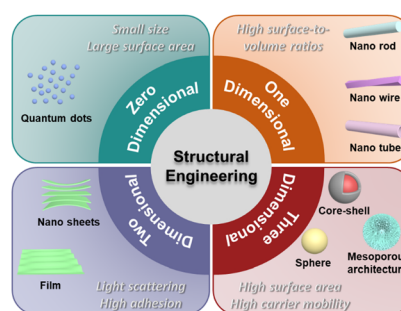 Small size
Large surface area
Quantum dots
Zero
Dimensional
High surface-to-
volume ratios
Nano rod
Nano wire
Nano tube
One
Dimensional
Structural
Engineering
Nano sheets
Film
Two
Dimensional
Light scattering
High adhesion
Three
Dimensional
Core-shell
Sphere
Mesoporous
architecture
High surface area
High carrier mobility